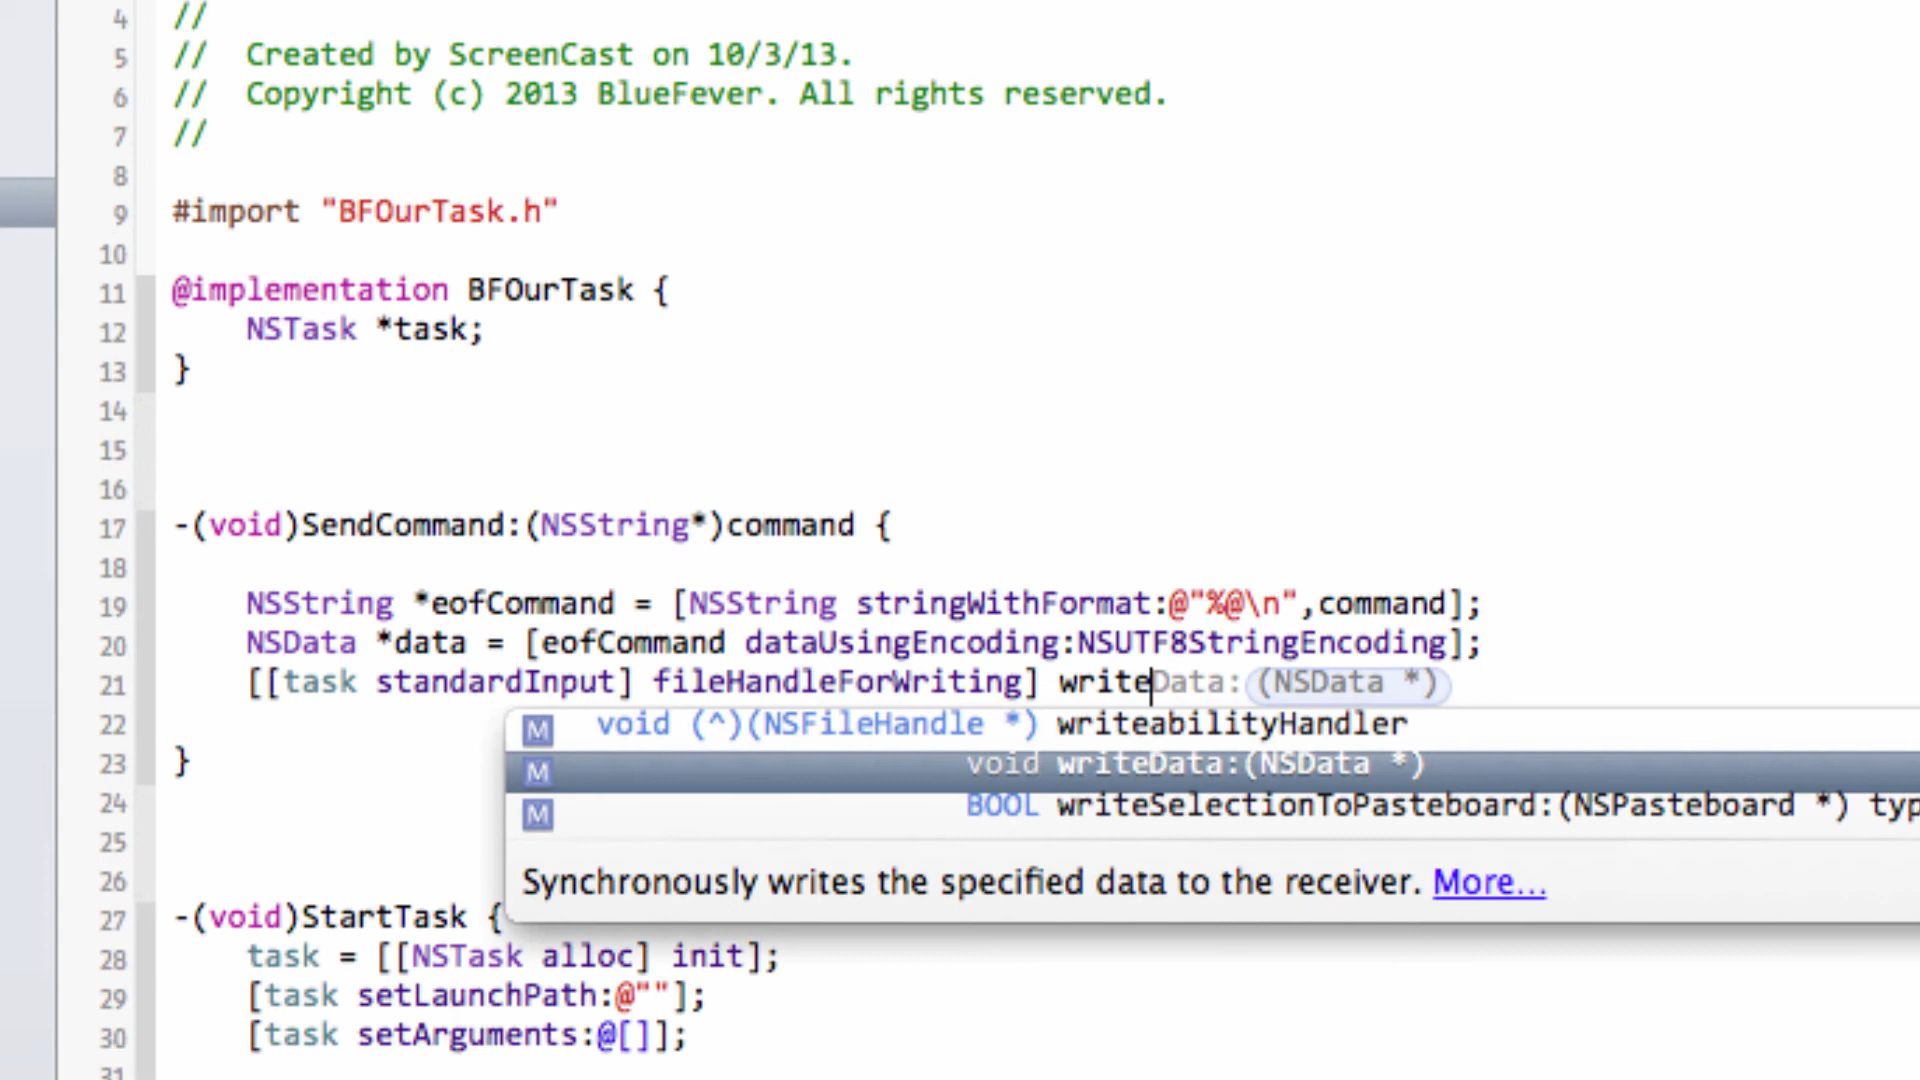 4 //
5 // Created by ScreenCast on 10/3/13.
6 // Copyright (c) 2013 BlueFever. All rights reserved.
7 //
8
9 #import "BFOurTask.h"
10
11 @implementation BFOurTask {
12 NSTask *task;
13 }
14
15
16
17 -(void)SendCommand:(NSString*)command {
18
19 NSString *eofCommand = [NSString stringWithFormat:@"%@\n",command];
20 NSData *data = [eofCommand dataUsingEncoding:NSUTF8StringEncoding];
21 [[task standardInput] fileHandleForWriting] writeData:(NSData *)
22 M void (^)(NSFileHandle *) writeabilityHandler
23 } M void writeData:(NSData *)
24 M BOOL writeSelectionToPasteboard:(NSPasteboard *) typ
25
26 Synchronously writes the specified data to the receiver. More...
27 -(void)StartTask {
28 task = [[NSTask alloc] init];
29 [task setLaunchPath:@""];
30 [task setArguments:@[]];
31